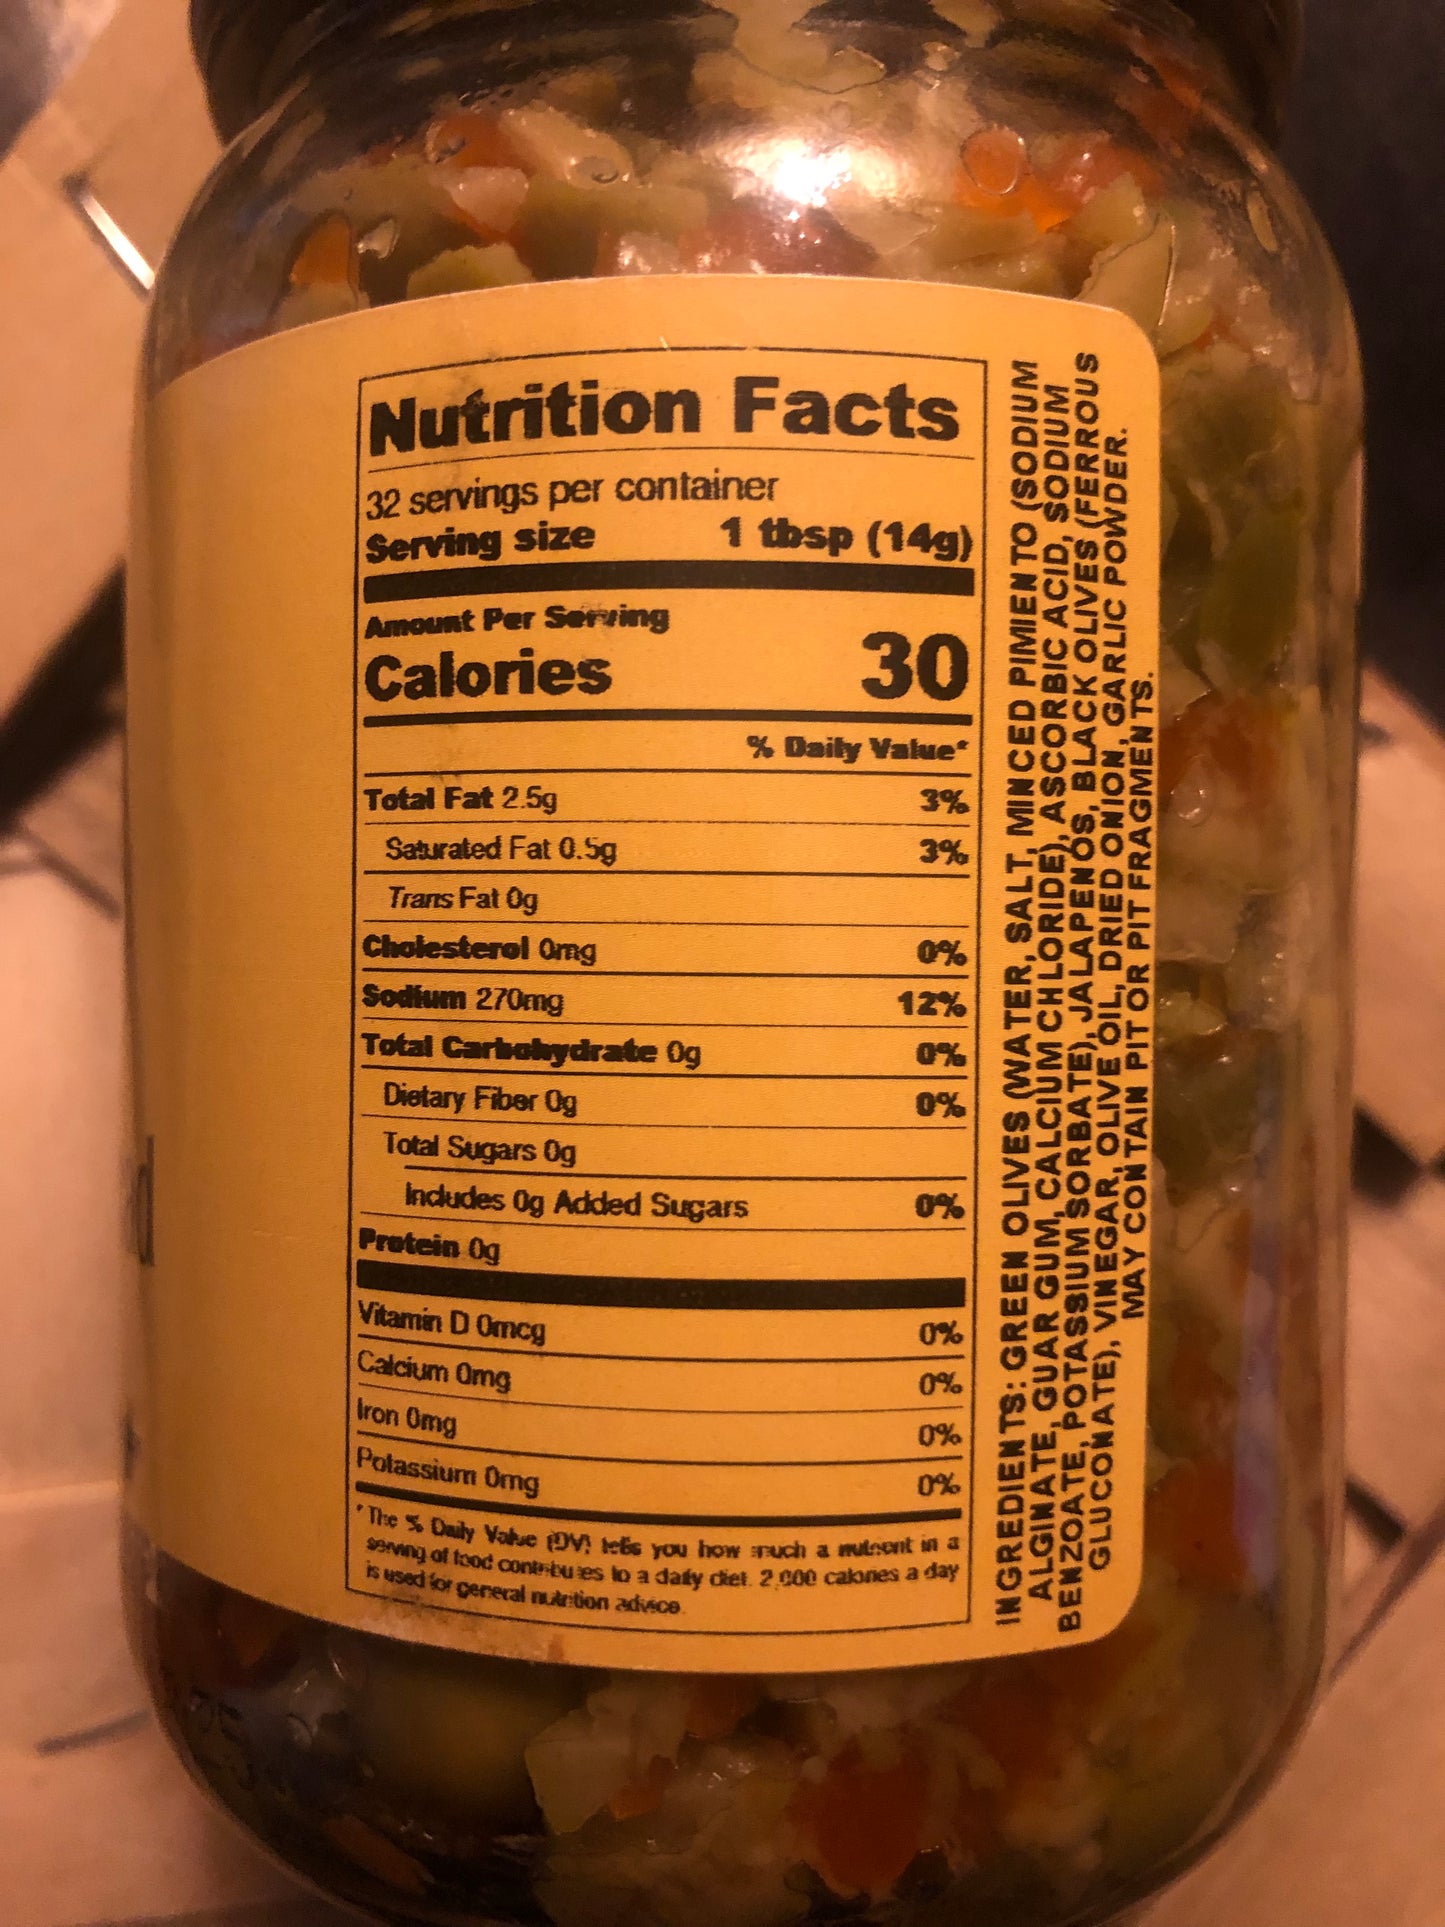 Nutrition Facts
32 servings per container
Serving size 1 tbsp (14g)
Amount Per Serving
Calories 30
% Daily Value*
Total Fat 2.5g 3%
Saturated Fat 0.5g 3%
Trans Fat 0g
Cholesterol 0mg 0%
Sodium 270mg 12%
Total Carbohydrate 0g 0%
Dietary Fiber 0g 0%
Total Sugars 0g
Includes 0g Added Sugars 0%
Protein 0g
Vitamin D 0mcg 0%
Calcium 0mg 0%
Iron 0mg 0%
Potassium 0mg 0%
*The % Daily Value (DV) tells you how much a nutrient in a
serving of food contributes to a daily diet. 2,000 calories a day
is used for general nutrition advice.
INGREDIENTS: GREEN OLIVES (WATER, SALT, MINCED PIMIENTO (SODIUM
ALGINATE, GUAR GUM, CALCIUM CHLORIDE), ASCORBIC ACID, SODIUM
BENZOATE, POTASSIUM SORBATE), JALAPENOS, BLACK OLIVES (FERROUS
GLUCONATE), VINEGAR, OLIVE OIL, DRIED ONION, GARLIC POWDER.
MAY CONTAIN PIT OR PIT FRAGMENTS.